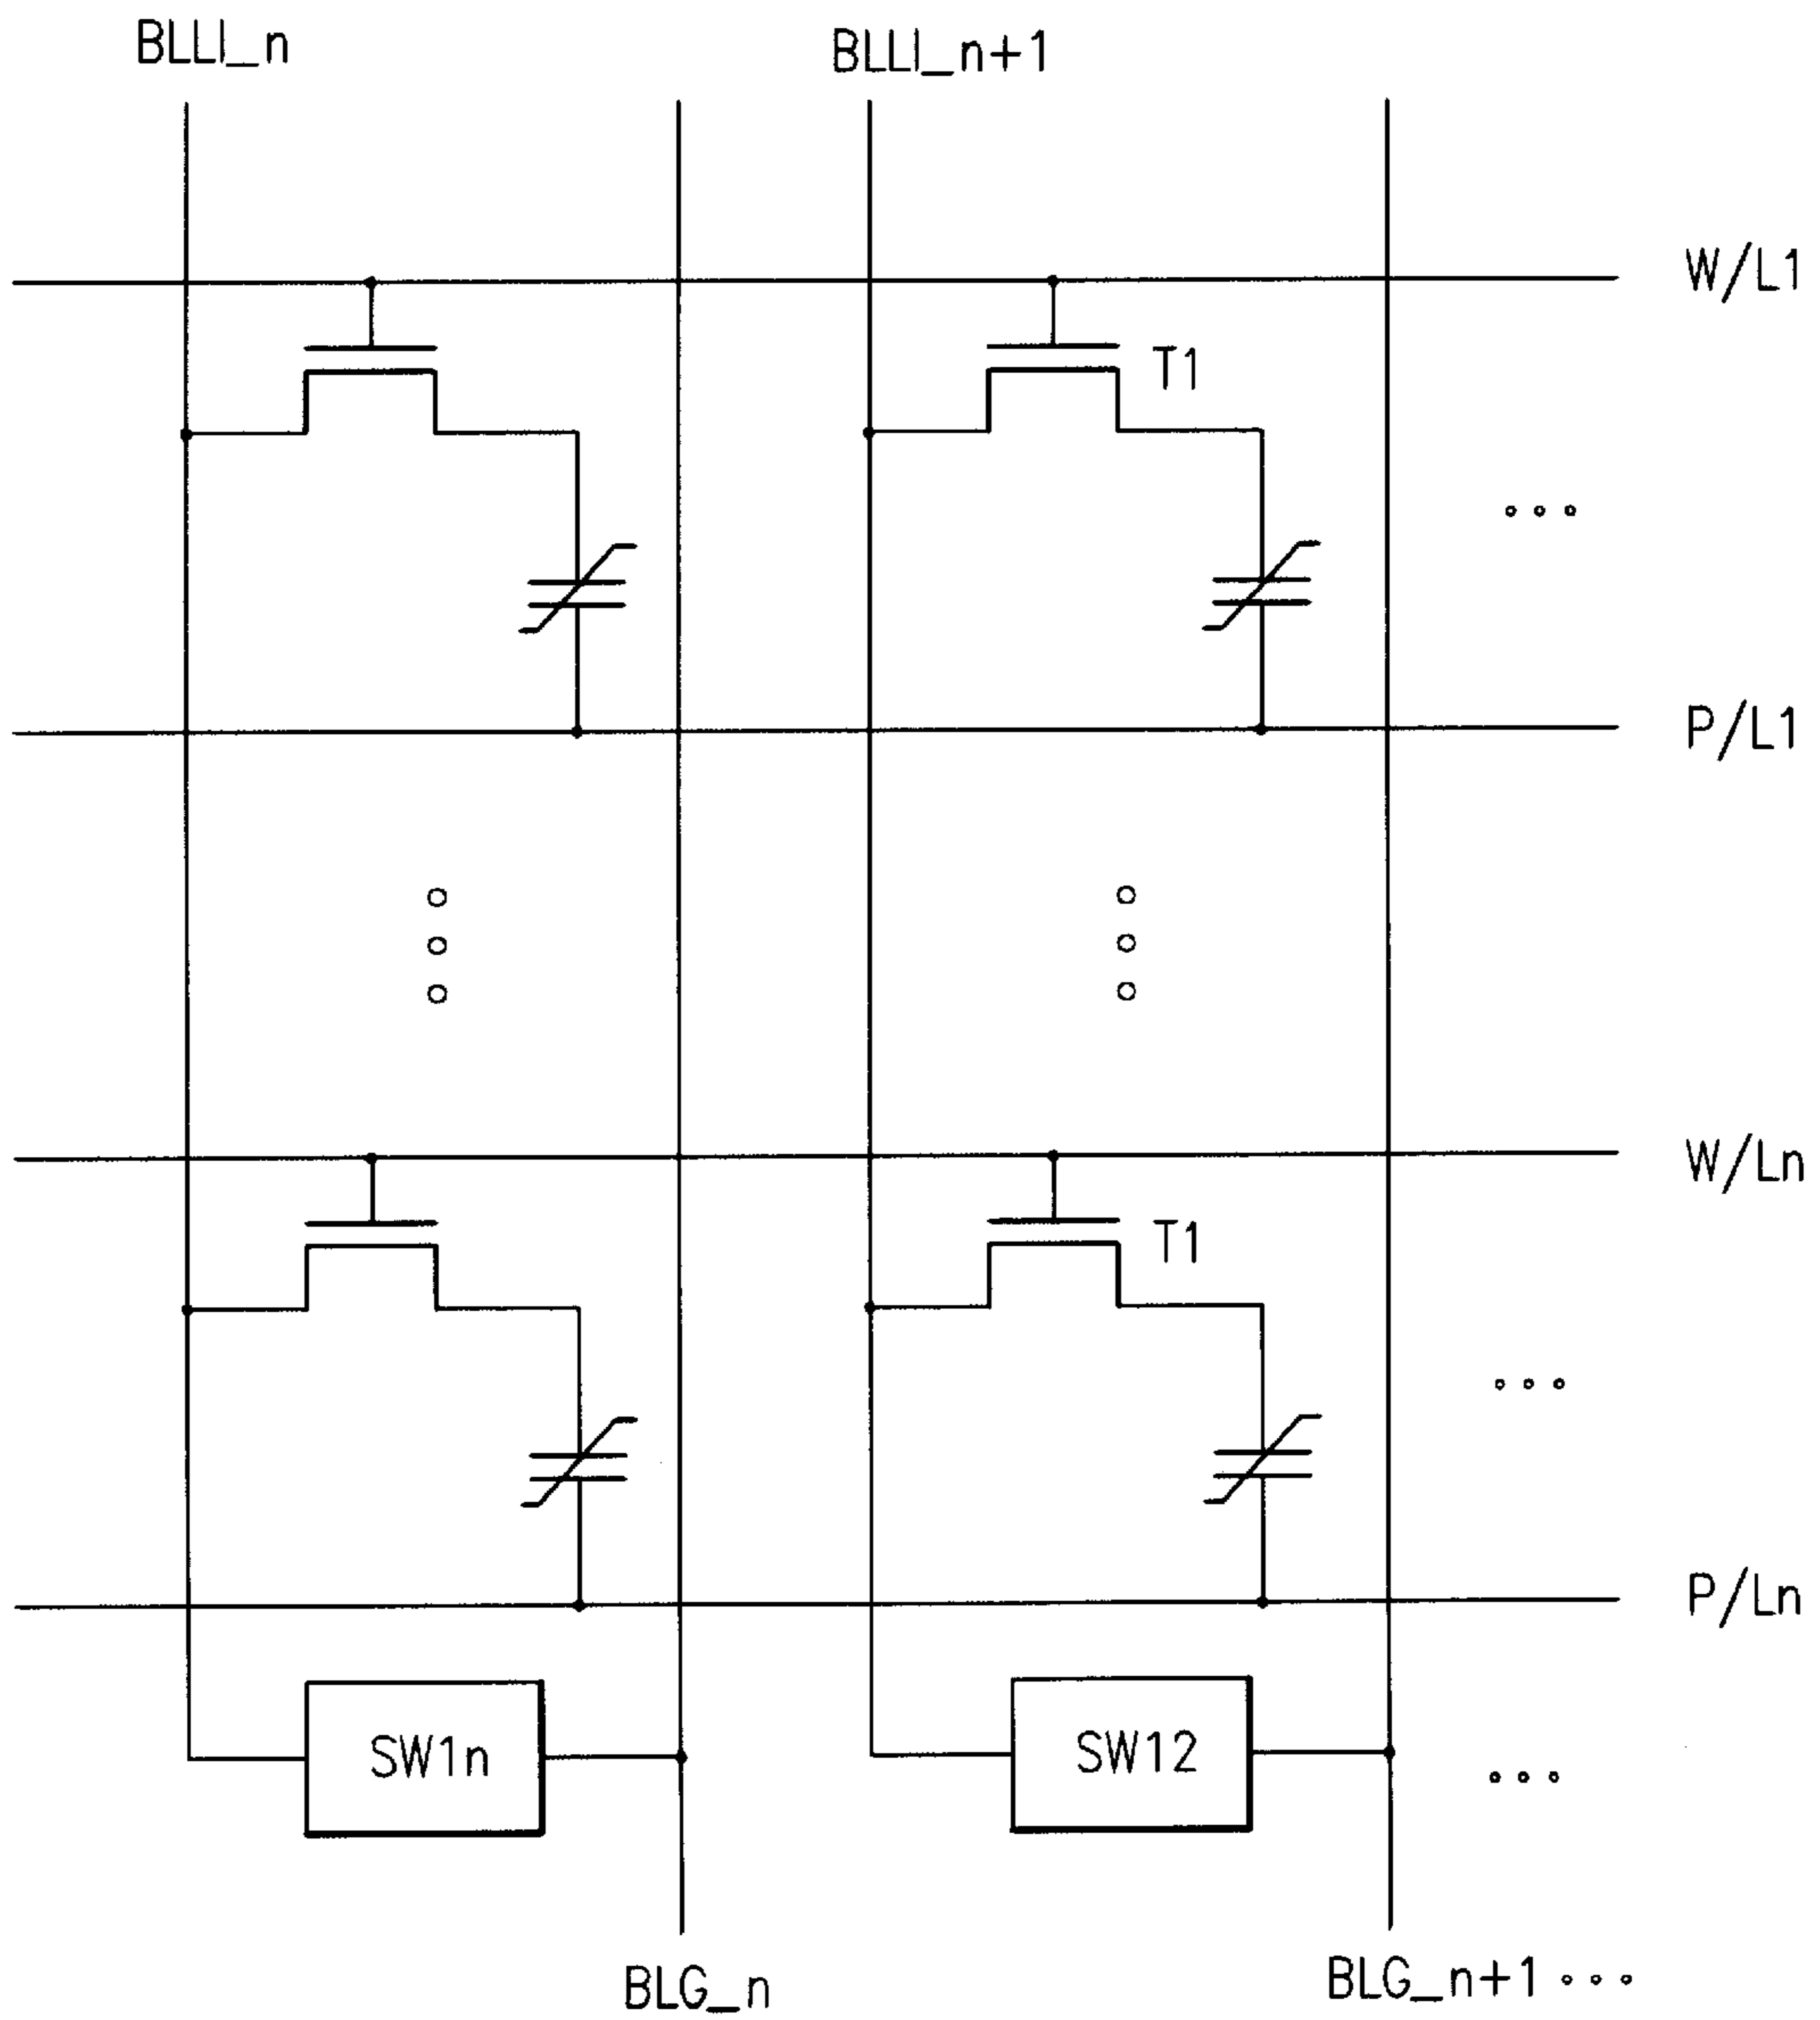 BLLI_n
BLLI_n+1
W/L1
T1
P/L1
W/Ln
T1
P/Ln
SW1n
SW12
BLG_n
BLG_n+1